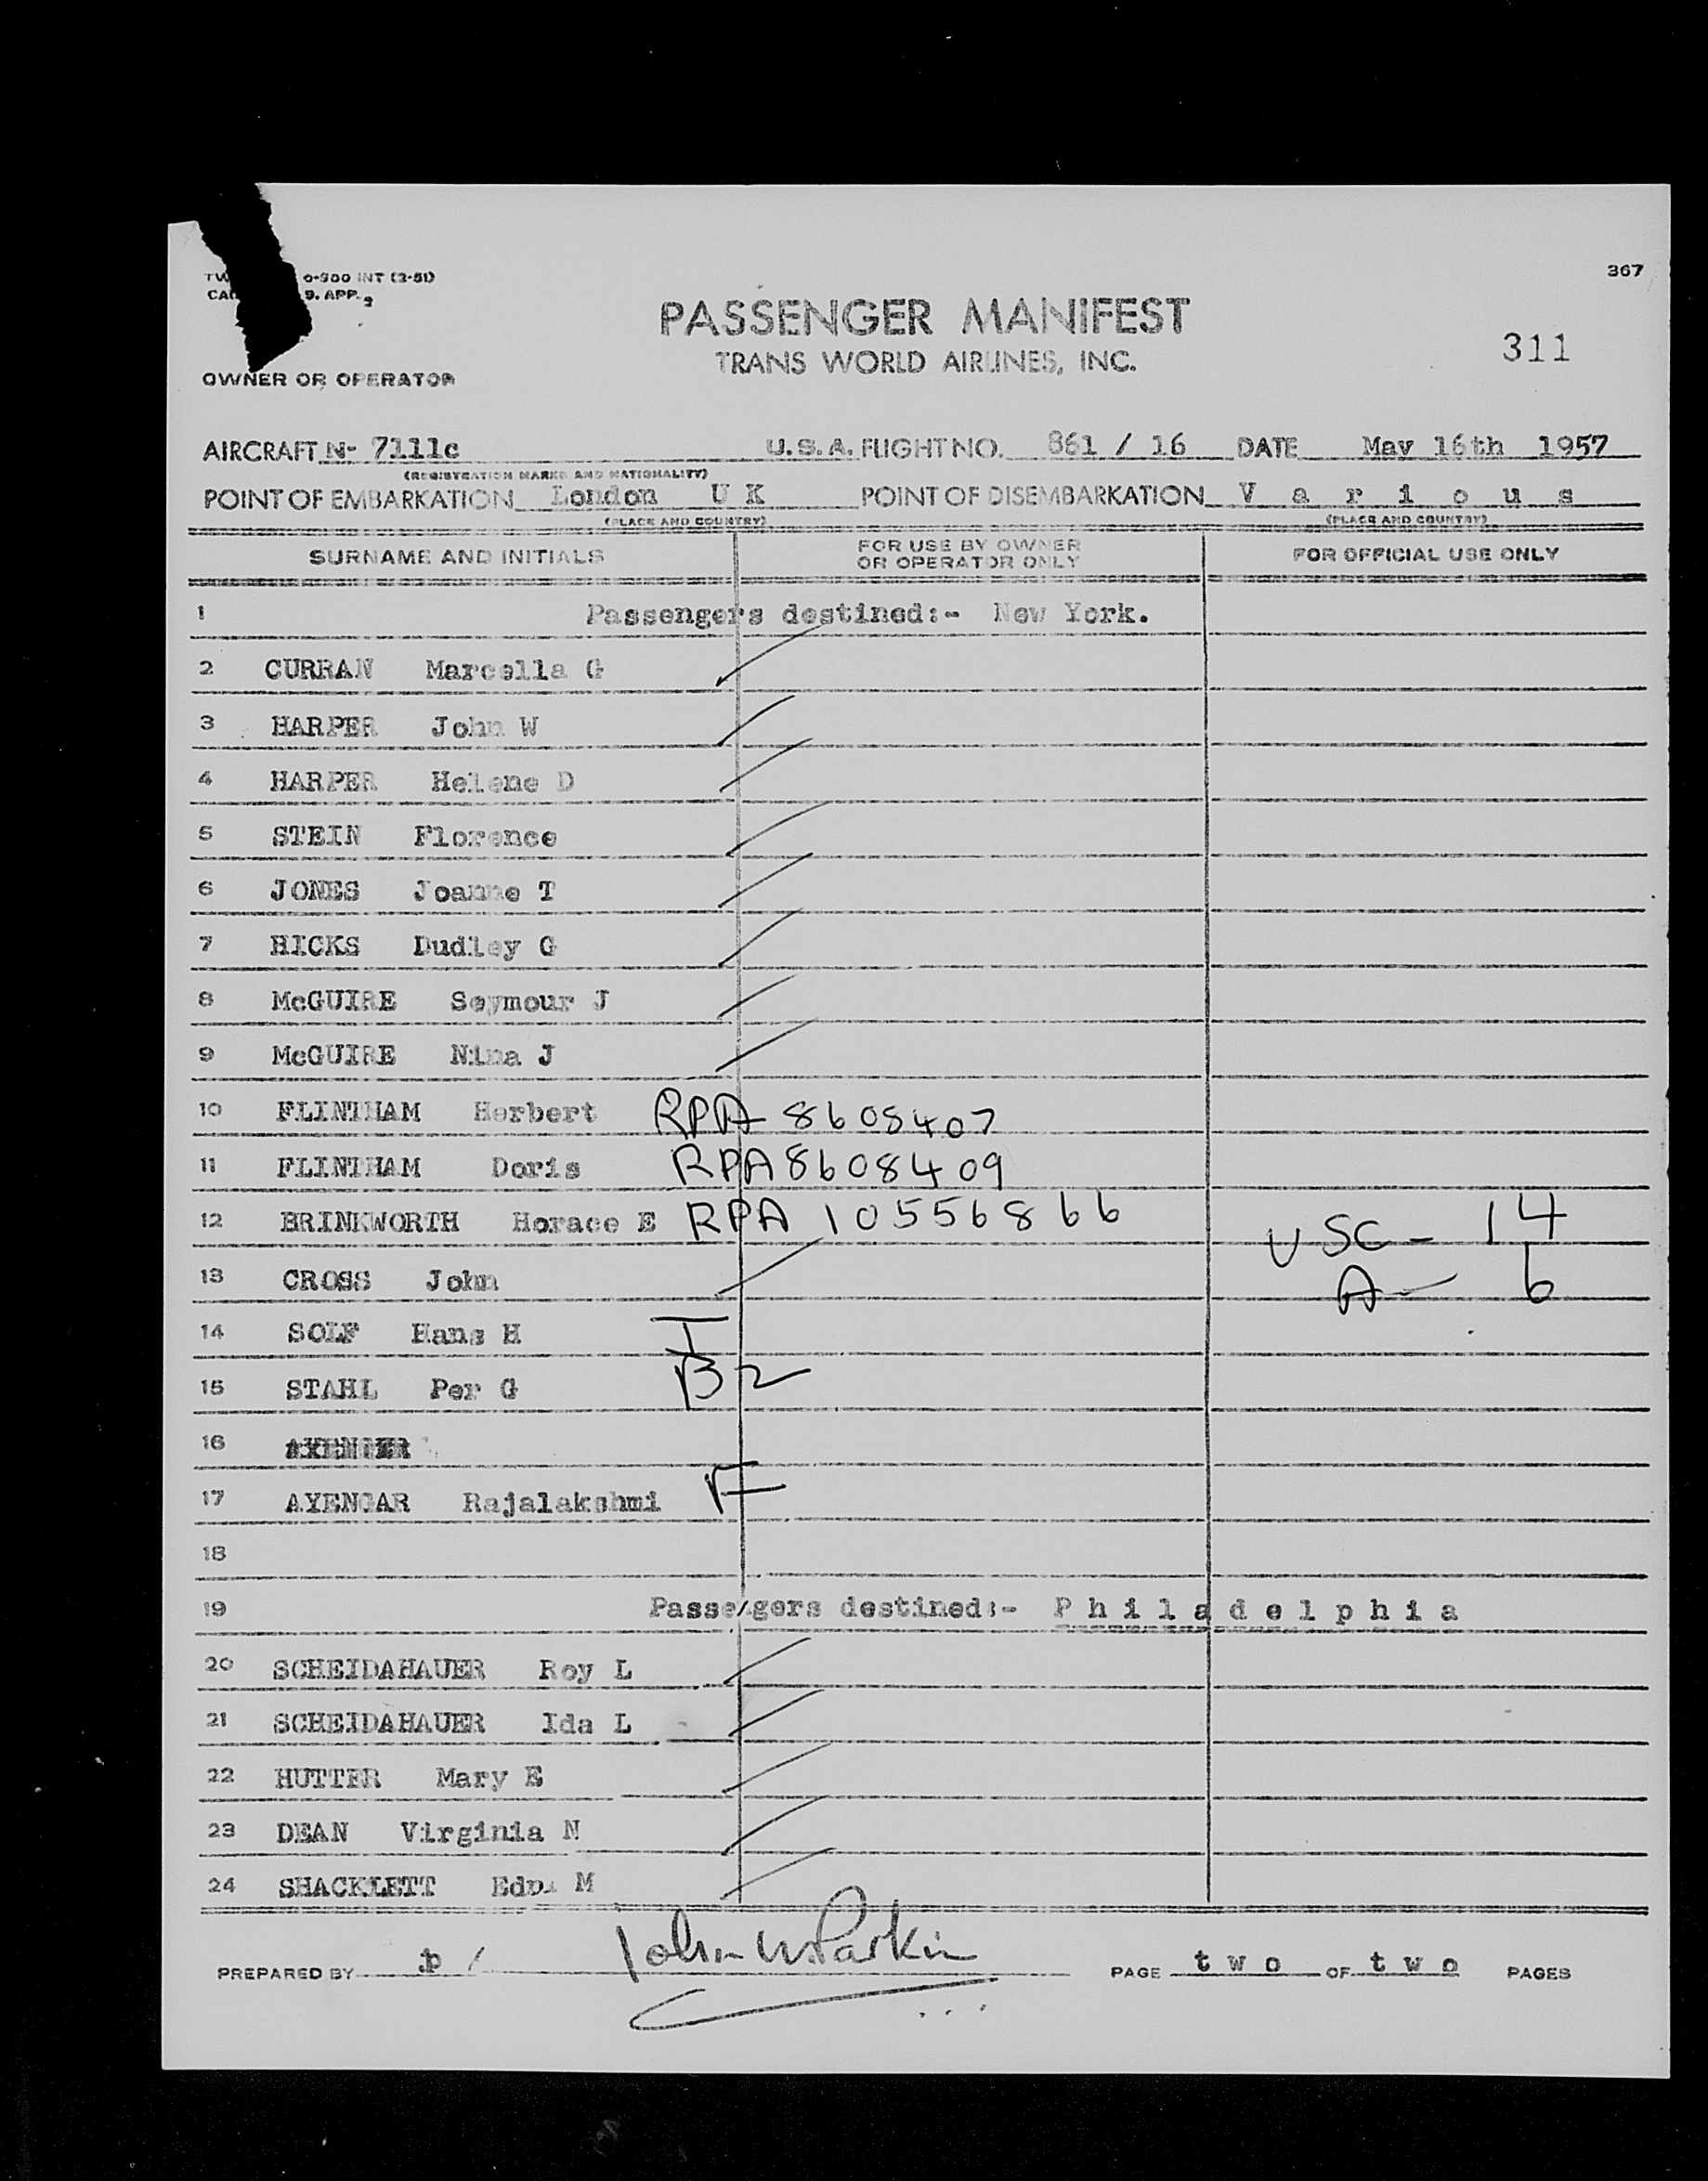 0-900 INT (2-51)
367
9. APP. 2
PASSENGER MANIFEST
311
TRANS WORLD AIRLINES, INC.
OWNER OR OPERATOR
AIRCRAFT N- 7111c U.S.A. FLIGHT NO. 861 / 16 DATE May 16th 1957
(REGISTRATION MARKS AND NATIONALITY)
POINT OF EMBARKATION London U K POINT OF DISEMBARKATION V a r i o u s
(PLACE AND COUNTRY) (PLACE AND COUNTRY)
SURNAME AND INITIALS FOR USE BY OWNER OR OPERATOR ONLY FOR OFFICIAL USE ONLY
1 Passengers destined:- New York.
2 CURRAN Marcella G
3 HARPER John W
4 HARPER Helene D
5 STEIN Florence
6 JONES Joanne T
7 HICKS Dudley G
8 McGUIRE Seymour J
9 McGUIRE Nina J
10 FLINTHAM Herbert RPA 8608407
11 FLINTHAM Doris RPA 8608409
12 BRINKWORTH Horace E RPA 10556866 USC - 14
13 CROSS John A - 6
14 SOLF Hans H I
15 STAHL Per G B2
16
17 AYENGAR Rajalakshmi F
18
19 Passengers destined:- P h i l a d e l p h i a
20 SCHEIDAHAUER Roy L
21 SCHEIDAHAUER Ida L
22 HUTTER Mary E
23 DEAN Virginia N
24 SHACKLETT Edna M
PREPARED BY p / John W Parkin PAGE t w o OF t w o PAGES